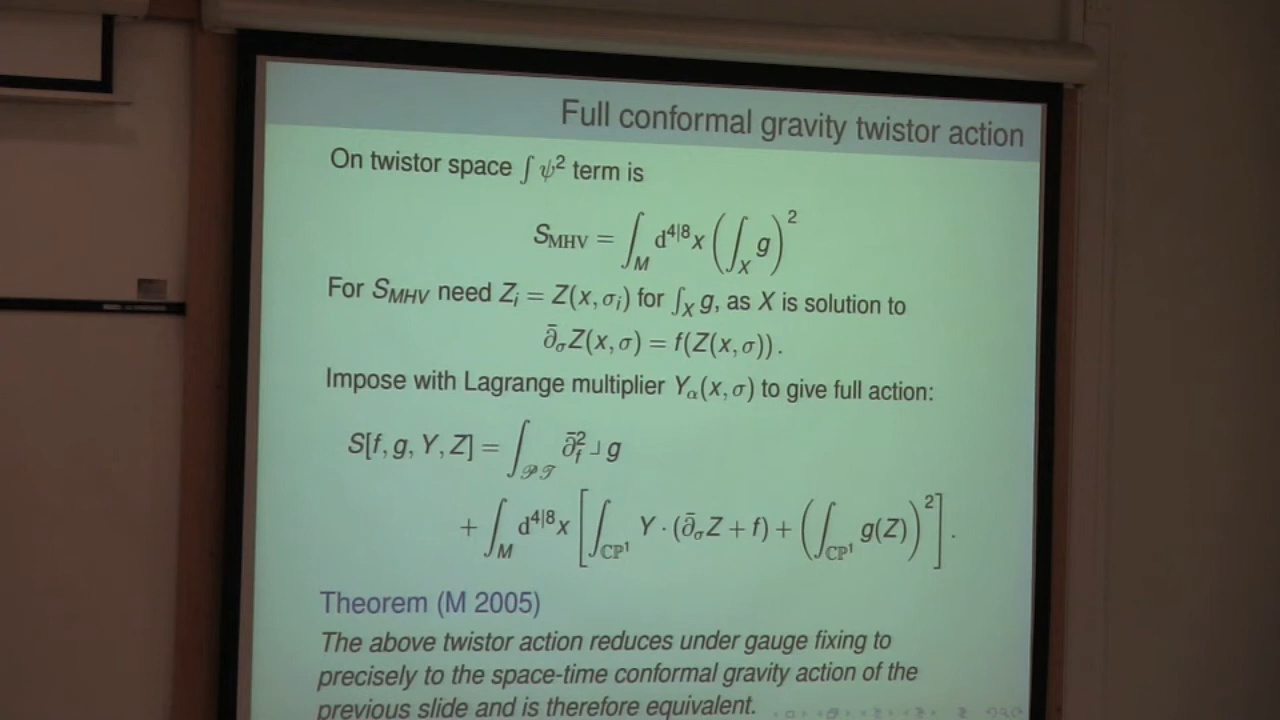 Full conformal gravity twistor action
On twistor space ∫ ψ² term is
S_MHV = ∫_M d^{4|8}x (∫_X g)²
For S_MHV need Z_i = Z(x, σ_i) for ∫_X g, as X is solution to
∂̄_σ Z(x, σ) = f(Z(x, σ)) .
Impose with Lagrange multiplier Y_α(x, σ) to give full action:
S[f, g, Y, Z] = ∫_{𝒫𝒯} ∂̄_f² ⌟ g
+ ∫_M d^{4|8}x [ ∫_{ℂℙ¹} Y · (∂̄_σ Z + f) + (∫_{ℂℙ¹} g(Z))² ] .
Theorem (M 2005)
The above twistor action reduces under gauge fixing to
precisely to the space-time conformal gravity action of the
previous slide and is therefore equivalent.